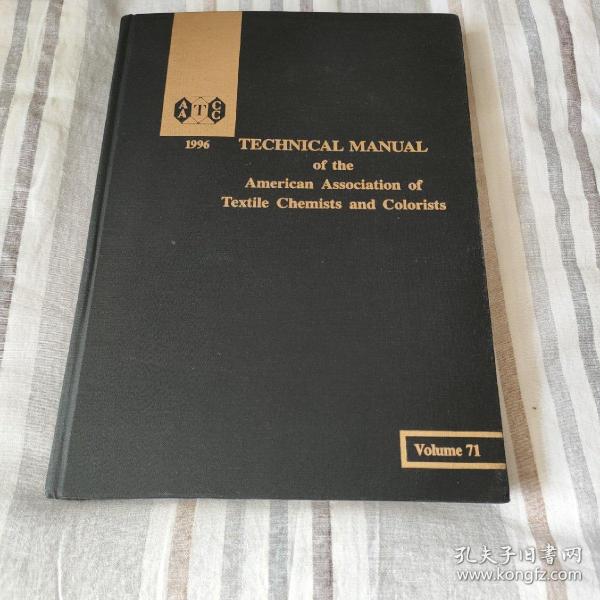 A A T C C
1996 TECHNICAL MANUAL
of the
American Association of
Textile Chemists and Colorists
Volume 71
孔夫子旧书网
www.kongfz.com